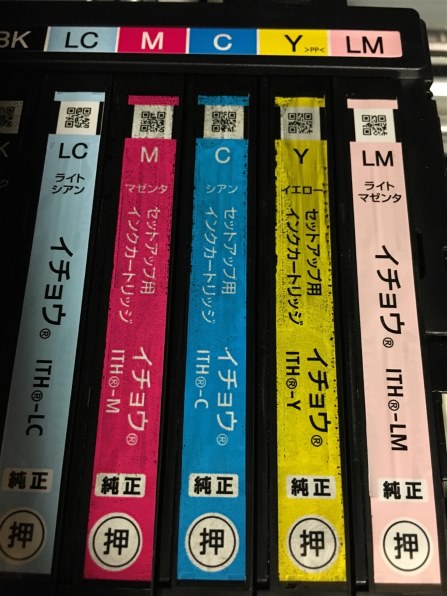 BK
LC
M
C
Y
>PP<
LM
LC
ライト
シアン
イチョウ®
ITH®-LC
純正
押
M
マゼンタ
セットアップ用
インクカートリッジ
イチョウ®
ITH®-M
純正
押
C
シアン
セットアップ用
インクカートリッジ
イチョウ®
ITH®-C
純正
押
Y
イエロー
セットアップ用
インクカートリッジ
イチョウ®
ITH®-Y
純正
押
LM
ライト
マゼンタ
イチョウ®
ITH®-LM
純正
押